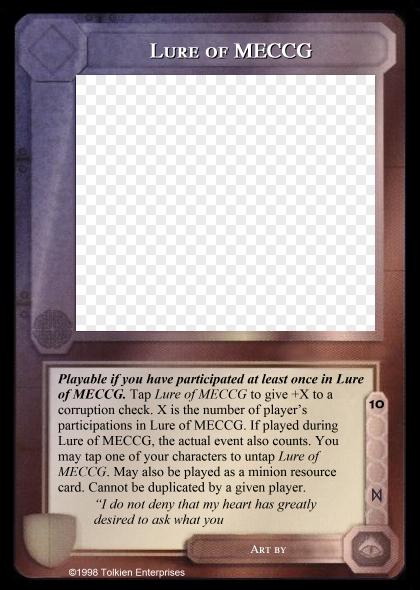 Lure of MECCG
Playable if you have participated at least once in Lure
of MECCG. Tap Lure of MECCG to give +X to a
corruption check. X is the number of player's
participations in Lure of MECCG. If played during
Lure of MECCG, the actual event also counts. You
may tap one of your characters to untap Lure of
MECCG. May also be played as a minion resource
card. Cannot be duplicated by a given player.
“I do not deny that my heart has greatly
desired to ask what you
10
Art by
©1998 Tolkien Enterprises